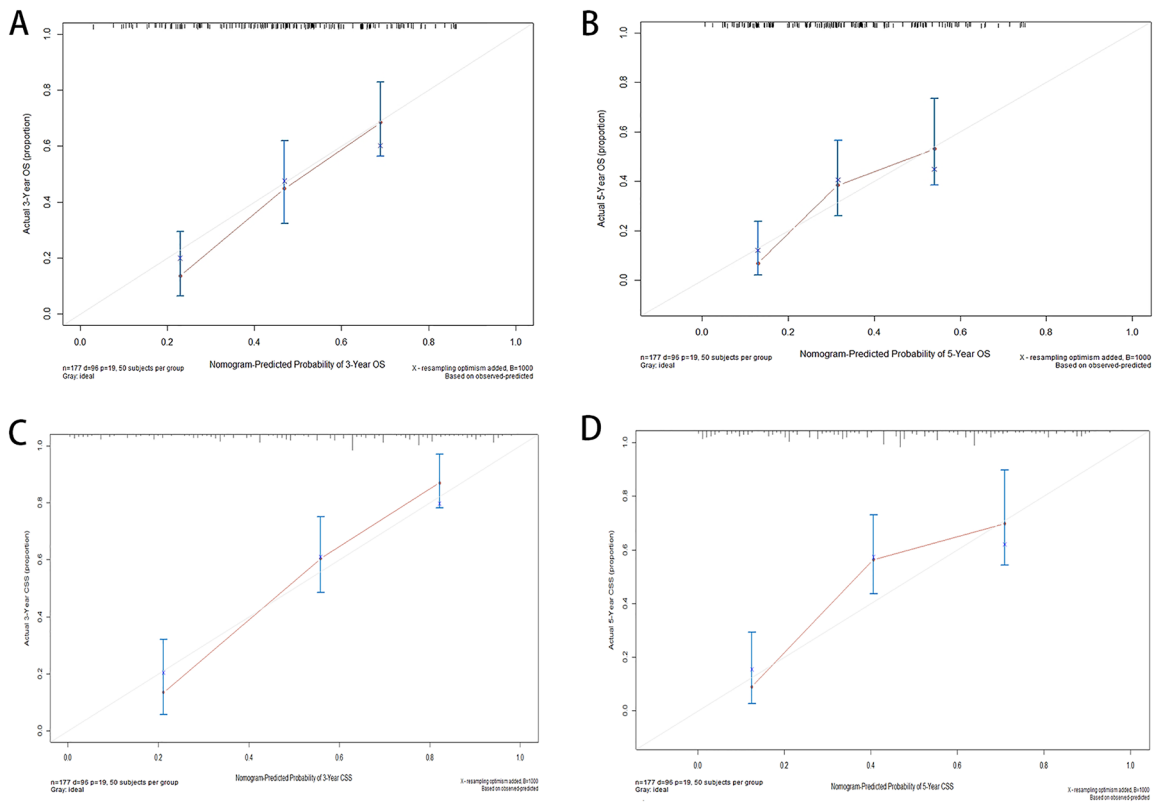 A
Actual 3-Year OS (proportion)
1.0
0.8
0.6
0.4
0.2
0.0
0.0 0.2 0.4 0.6 0.8 1.0
Nomogram-Predicted Probability of 3-Year OS
n=177 d=96 p=19, 50 subjects per group
Gray: ideal
X - resampling optimism added, B=1000
Based on observed-predicted
B
Actual 5-Year OS (proportion)
1.0
0.8
0.6
0.4
0.2
0.0
0.0 0.2 0.4 0.6 0.8 1.0
Nomogram-Predicted Probability of 5-Year OS
n=177 d=96 p=19, 50 subjects per group
Gray: ideal
X - resampling optimism added, B=1000
Based on observed-predicted
C
Actual 3-Year CSS (proportion)
1.0
0.8
0.6
0.4
0.2
0.0
0.0 0.2 0.4 0.6 0.8 1.0
Nomogram-Predicted Probability of 3-Year CSS
n=177 d=96 p=19, 50 subjects per group
Gray: ideal
X - resampling optimism added, B=1000
Based on observed-predicted
D
Actual 5-Year CSS (proportion)
1.0
0.8
0.6
0.4
0.2
0.0
0.0 0.2 0.4 0.6 0.8 1.0
Nomogram-Predicted Probability of 5-Year CSS
n=177 d=96 p=19, 50 subjects per group
Gray: ideal
X - resampling optimism added, B=1000
Based on observed-predicted